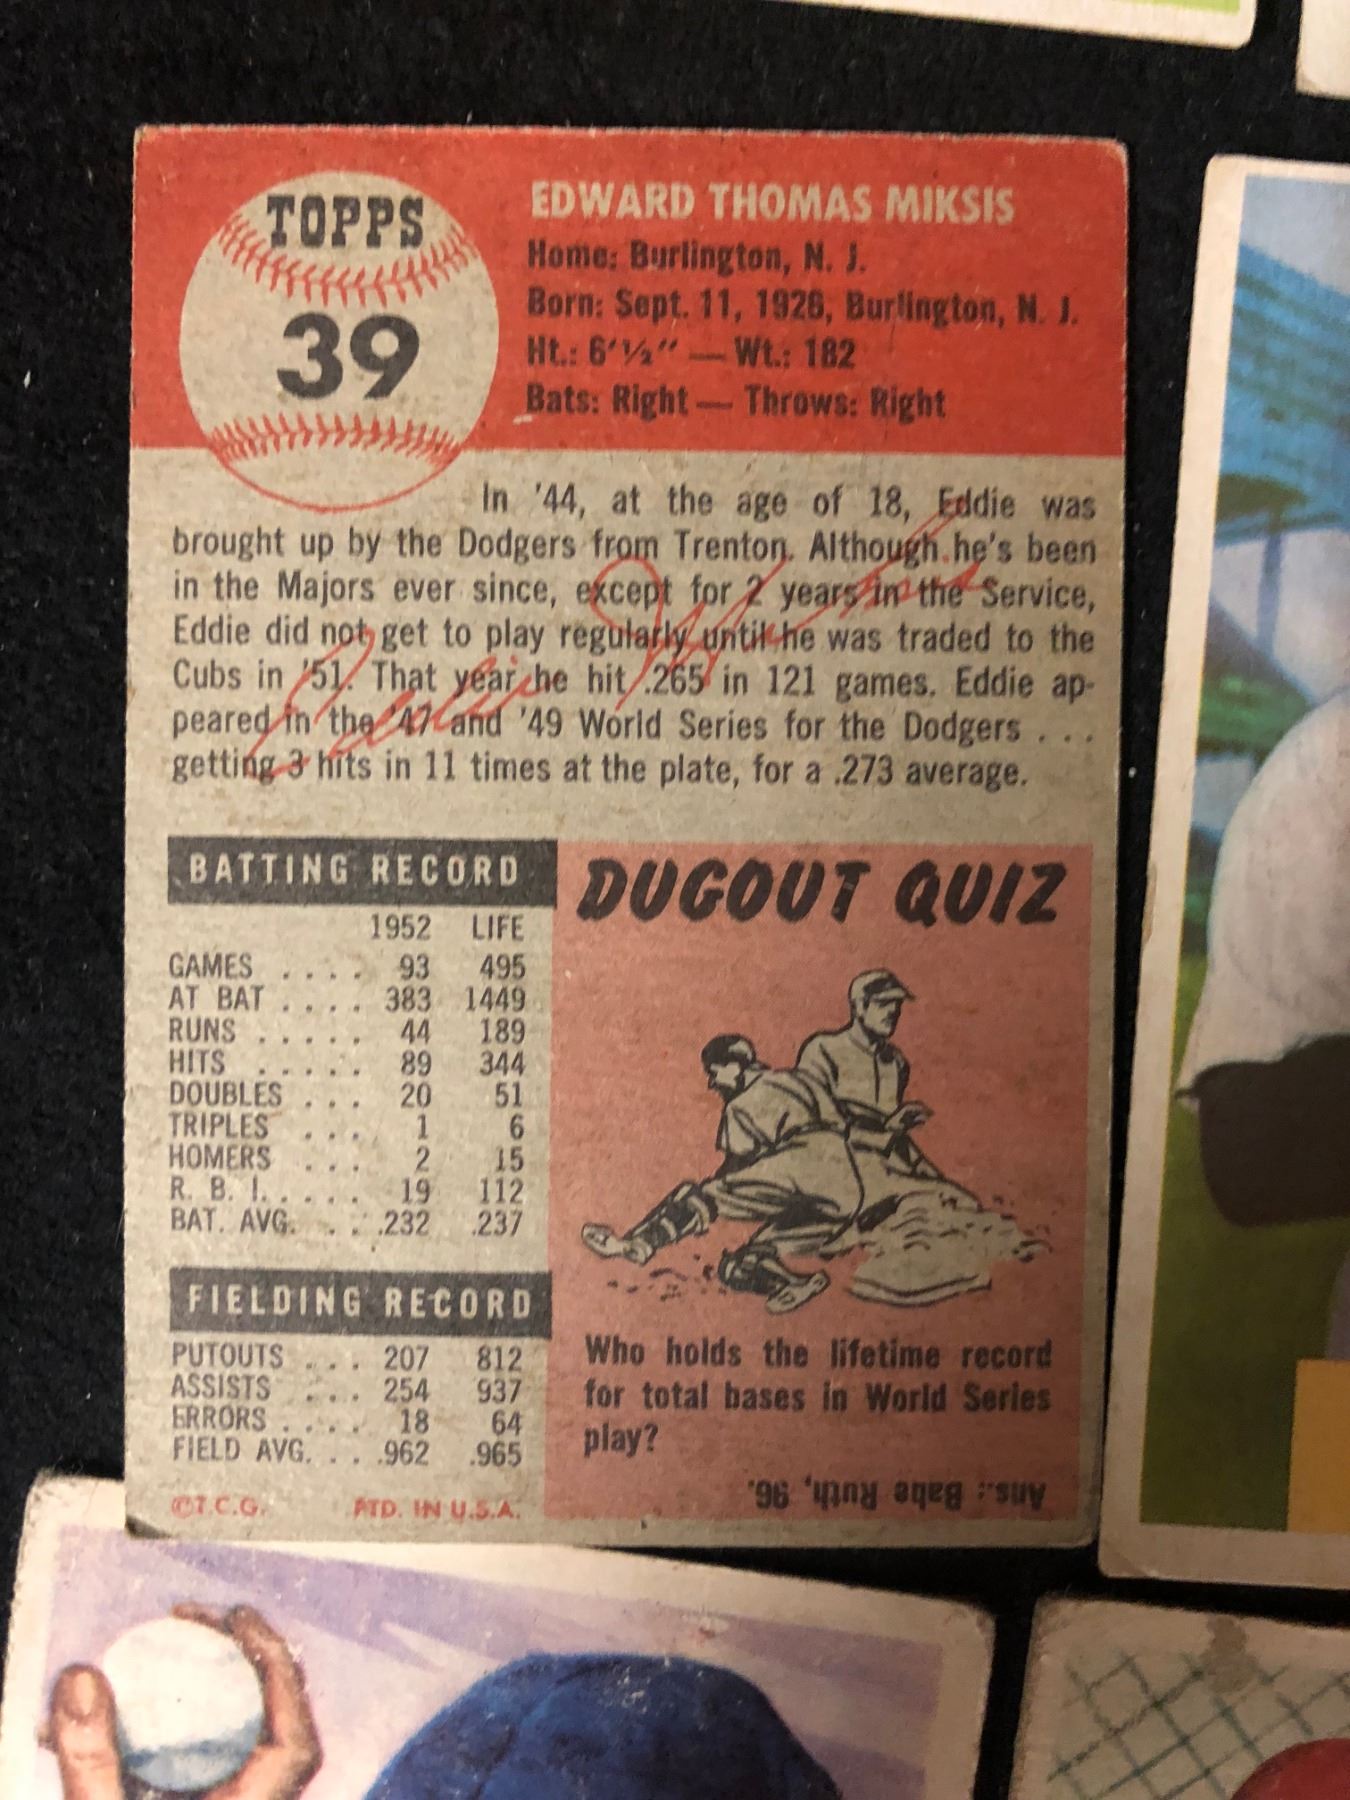 TOPPS
39
EDWARD THOMAS MIKSIS
Home: Burlington, N. J.
Born: Sept. 11, 1926, Burlington, N. J.
Ht.: 6'½" — Wt.: 182
Bats: Right — Throws: Right
In '44, at the age of 18, Eddie was
brought up by the Dodgers from Trenton. Although he's been
in the Majors ever since, except for 2 years in the Service,
Eddie did not get to play regularly until he was traded to the
Cubs in '51. That year he hit .265 in 121 games. Eddie ap-
peared in the '47 and '49 World Series for the Dodgers . . .
getting 3 hits in 11 times at the plate, for a .273 average.
Eddie Miksis
BATTING RECORD
1952 LIFE
GAMES . . . . 93 495
AT BAT . . . . 383 1449
RUNS . . . . . 44 189
HITS . . . . . 89 344
DOUBLES . . . 20 51
TRIPLES . . . 1 6
HOMERS . . . 2 15
R. B. I. . . . . 19 112
BAT. AVG. . . .232 .237
FIELDING RECORD
PUTOUTS . . . 207 812
ASSISTS . . . 254 937
ERRORS . . . . 18 64
FIELD AVG. . . .962 .965
©T.C.G. PTD. IN U.S.A.
DUGOUT QUIZ
Who holds the lifetime record
for total bases in World Series
play?
Ans.: Babe Ruth, 96.